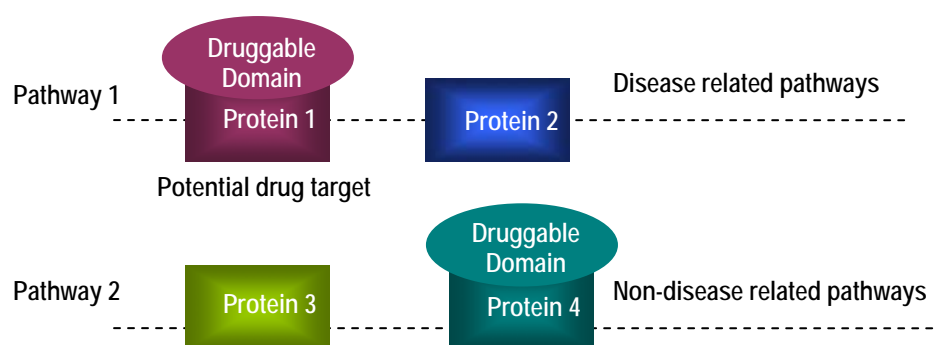 Druggable
Domain
Pathway 1
Protein 1
Protein 2
Disease related pathways
Potential drug target
Druggable
Domain
Pathway 2
Protein 3
Protein 4
Non-disease related pathways